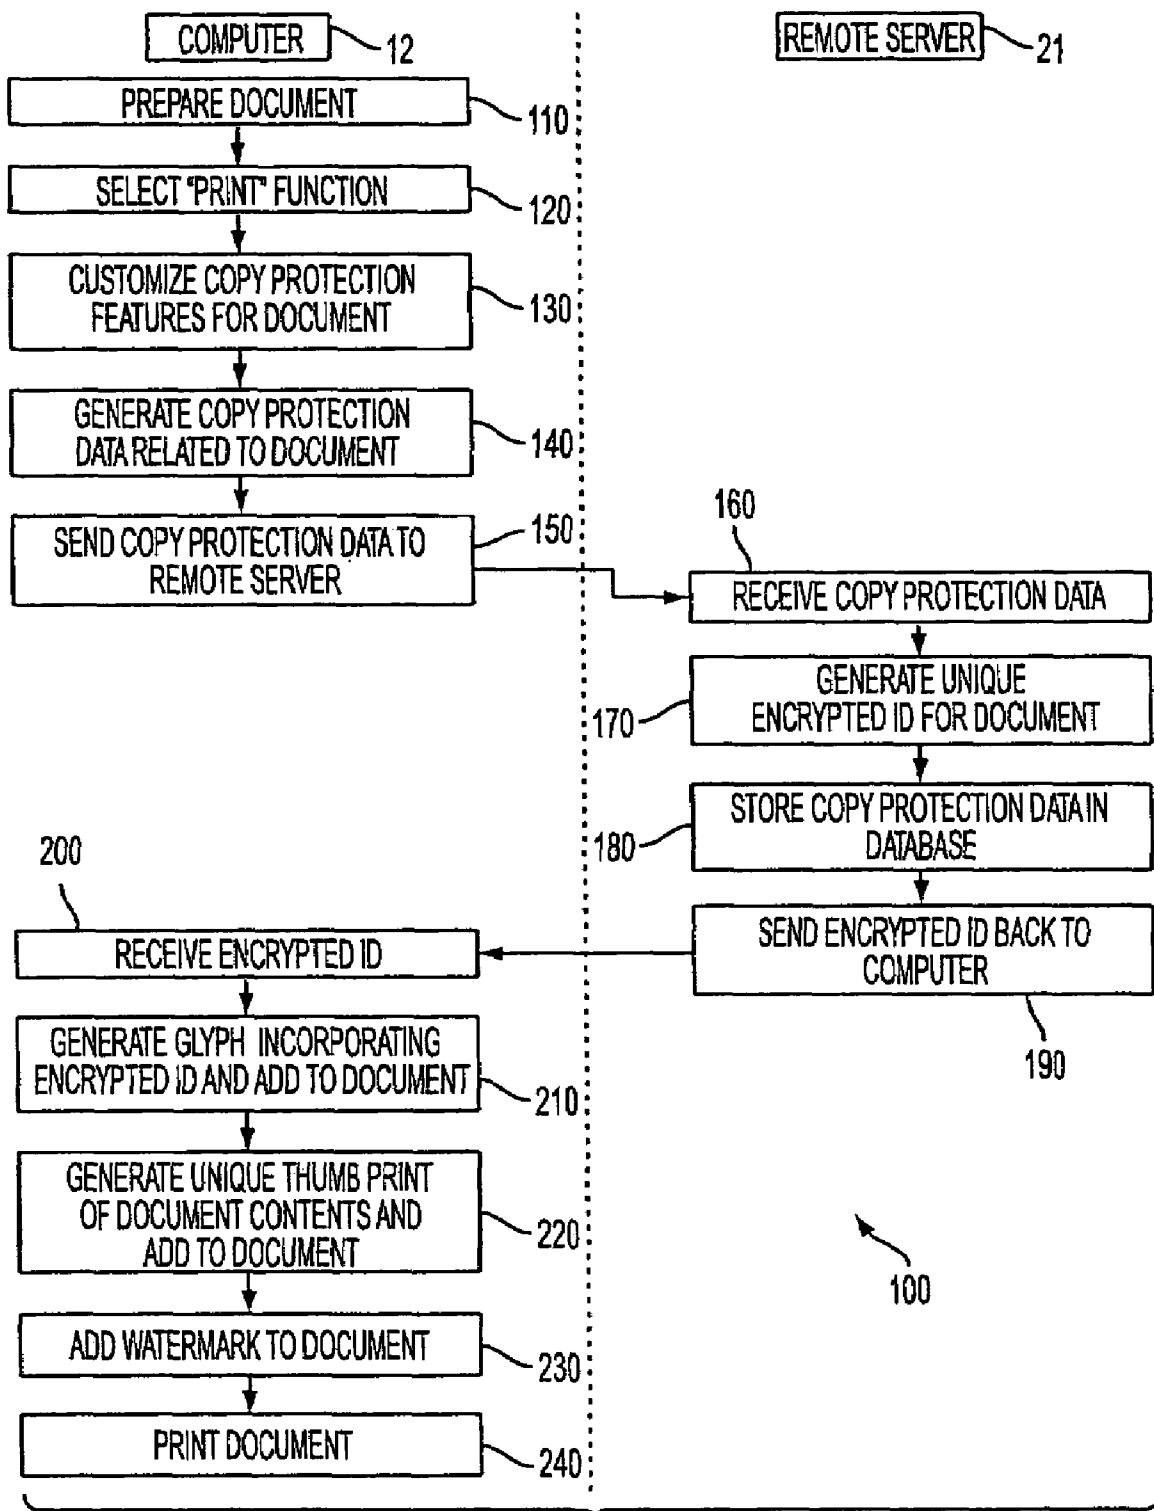 COMPUTER 12
REMOTE SERVER 21
PREPARE DOCUMENT
110
SELECT "PRINT" FUNCTION
120
CUSTOMIZE COPY PROTECTION
FEATURES FOR DOCUMENT
130
GENERATE COPY PROTECTION
DATA RELATED TO DOCUMENT
140
SEND COPY PROTECTION DATA TO
REMOTE SERVER
150
160
RECEIVE COPY PROTECTION DATA
GENERATE UNIQUE
ENCRYPTED ID FOR DOCUMENT
170
STORE COPY PROTECTION DATA IN
DATABASE
180
SEND ENCRYPTED ID BACK TO
COMPUTER
190
200
RECEIVE ENCRYPTED ID
GENERATE GLYPH INCORPORATING
ENCRYPTED ID AND ADD TO DOCUMENT
210
GENERATE UNIQUE THUMB PRINT
OF DOCUMENT CONTENTS AND
ADD TO DOCUMENT
220
100
ADD WATERMARK TO DOCUMENT
230
PRINT DOCUMENT
240